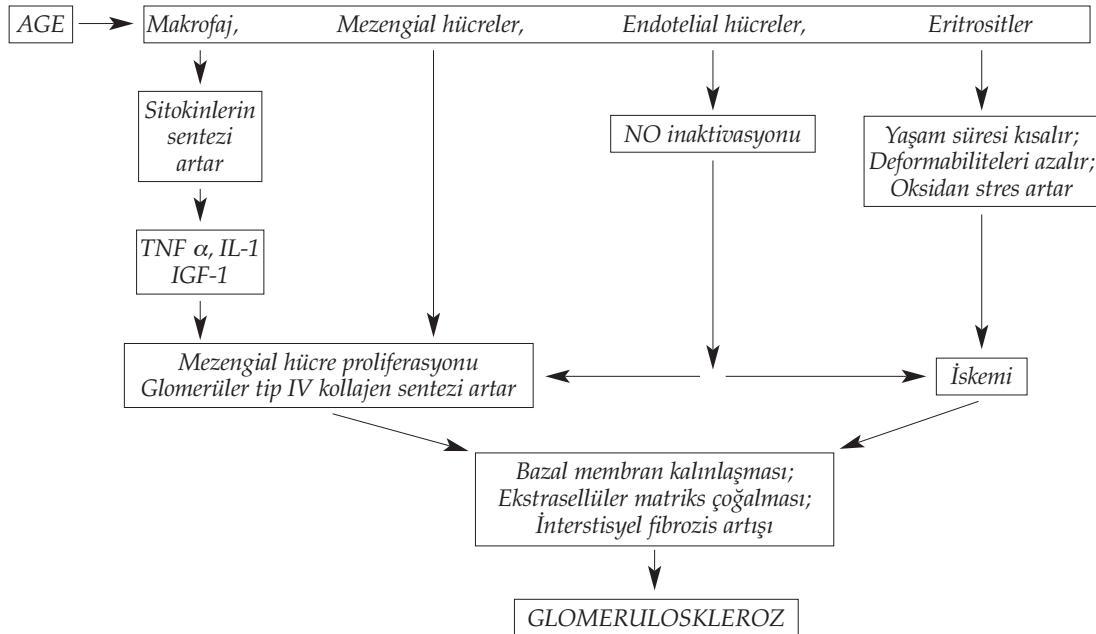 AGE
Makrofaj, Mezengial hücreler, Endotelial hücreler, Eritrositler
Sitokinlerin
sentezi
artar
NO inaktivasyonu
Yaşam süresi kısalır;
Deformabiliteleri azalır;
Oksidan stres artar
TNF α, IL-1
IGF-1
Mezengial hücre proliferasyonu
Glomerüler tip IV kollajen sentezi artar
İskemi
Bazal membran kalınlaşması;
Ekstrasellüler matriks çoğalması;
İnterstisyel fibrozis artışı
GLOMERULOSKLEROZ